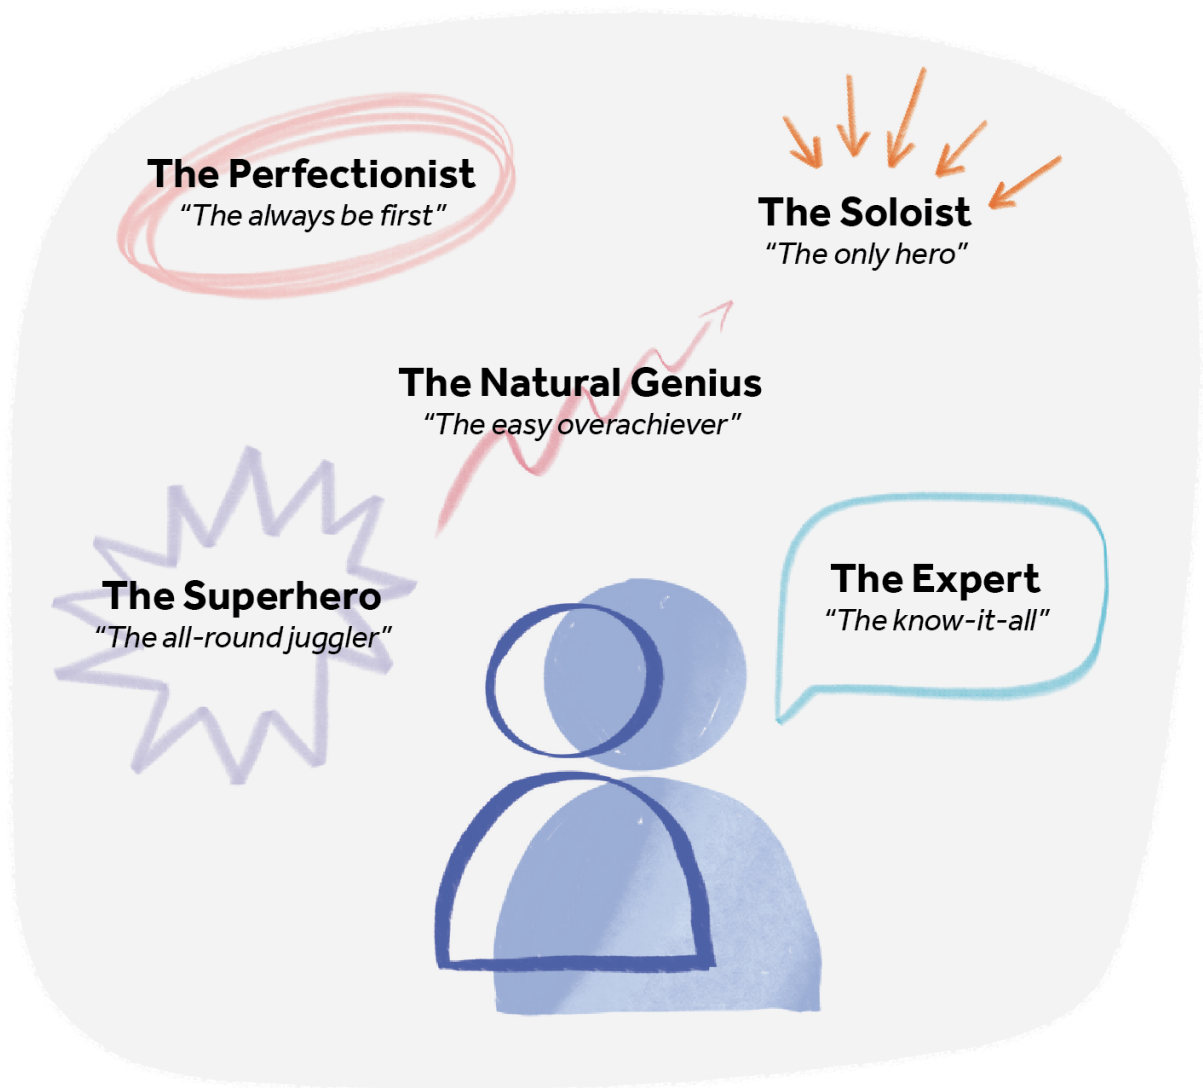 The Perfectionist
“The always be first”
The Soloist
“The only hero”
The Natural Genius
“The easy overachiever”
The Superhero
“The all-round juggler”
The Expert
“The know-it-all”